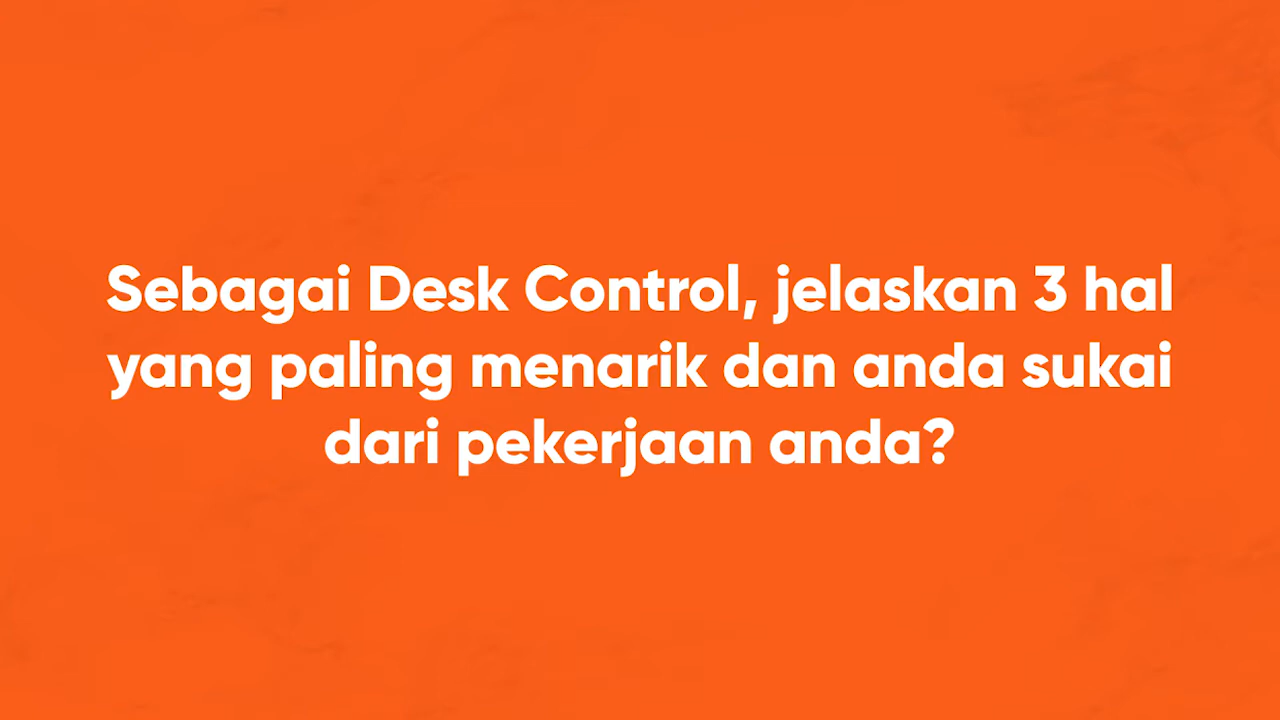 Sebagai Desk Control, jelaskan 3 hal
yang paling menarik dan anda sukai
dari pekerjaan anda?